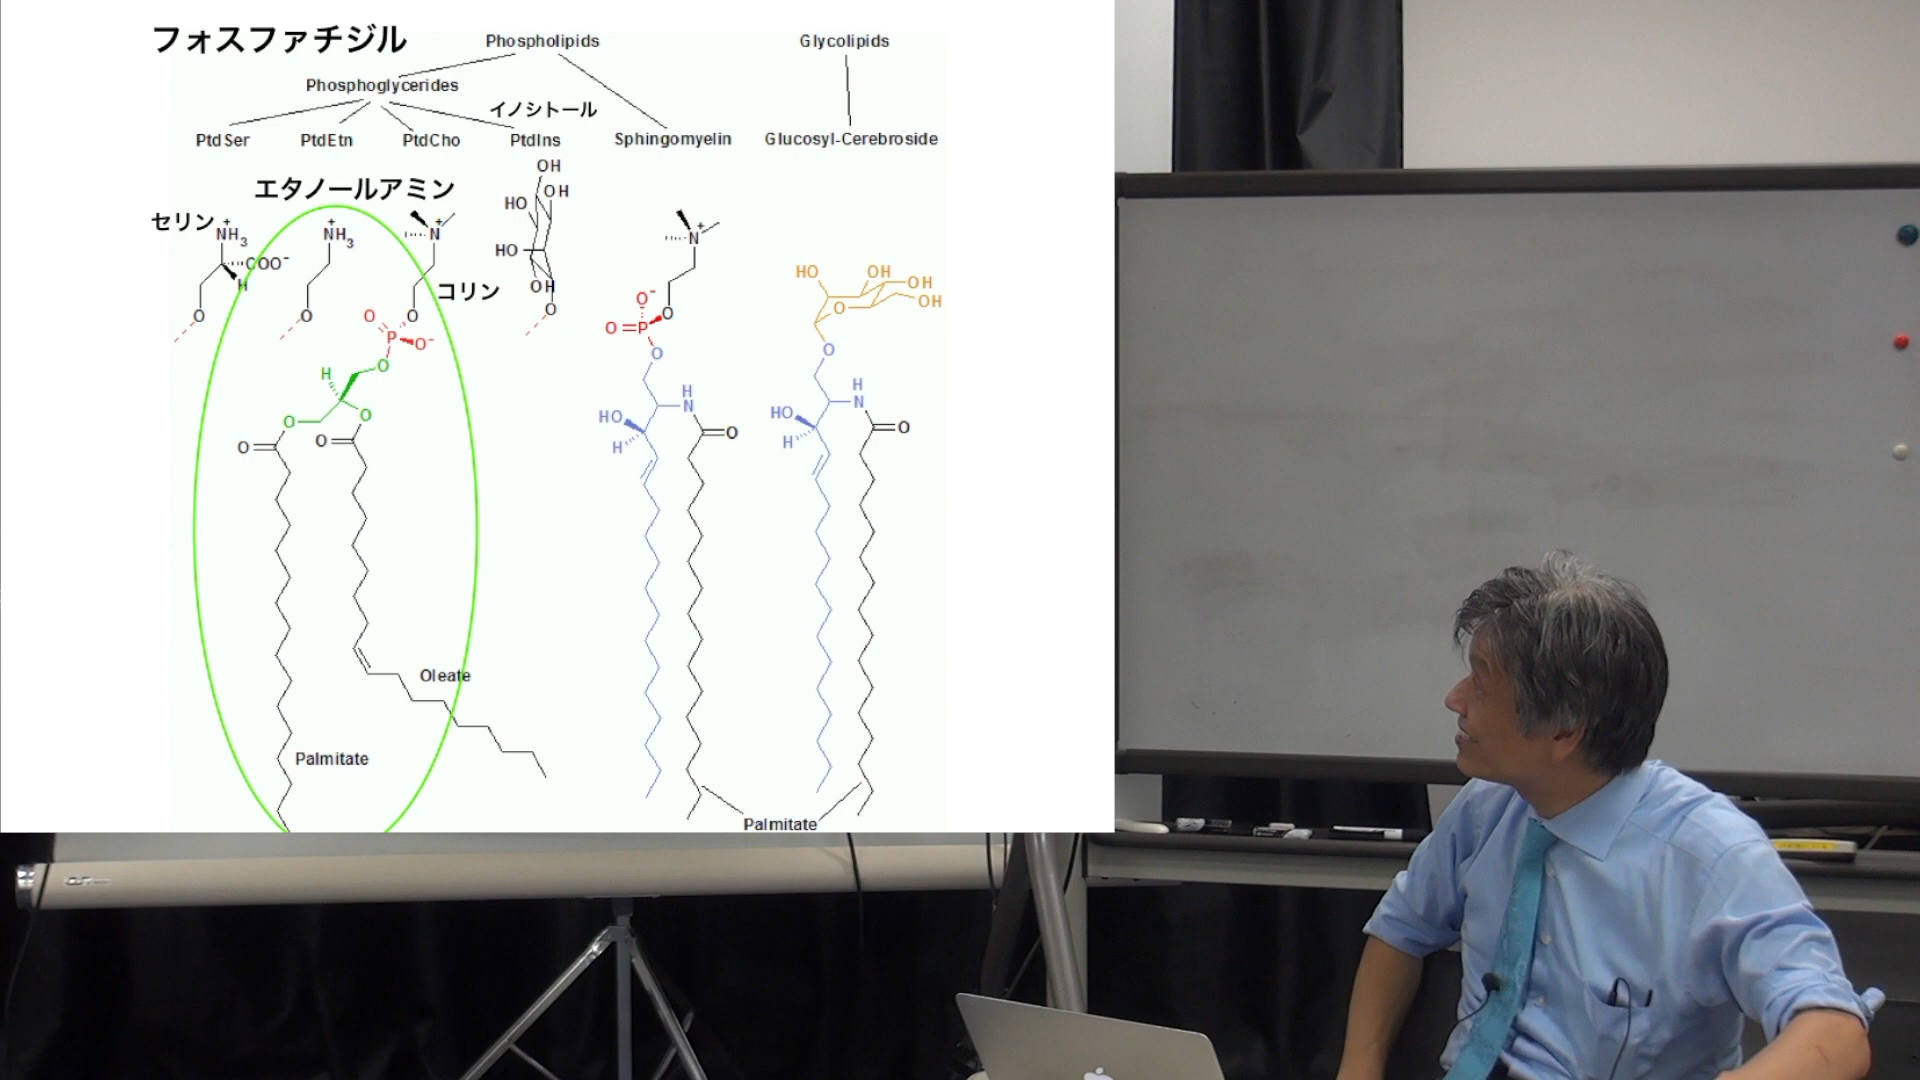 フォスファチジル
Phospholipids
Glycolipids
Phosphoglycerides
イノシトール
PtdSer
PtdEtn
PtdCho
PtdIns
Sphingomyelin
Glucosyl-Cerebroside
エタノールアミン
セリン
コリン
OH
OH
HO
HO
OH
O
NH3+
COO-
H
O
NH3+
O
N+
O
O
P
O-
O
H
O
O
O
O
Oleate
Palmitate
N+
O-
O
P
O
O
H
N
HO
H
O
HO
OH
OH
OH
O
O
H
N
HO
H
O
Palmitate